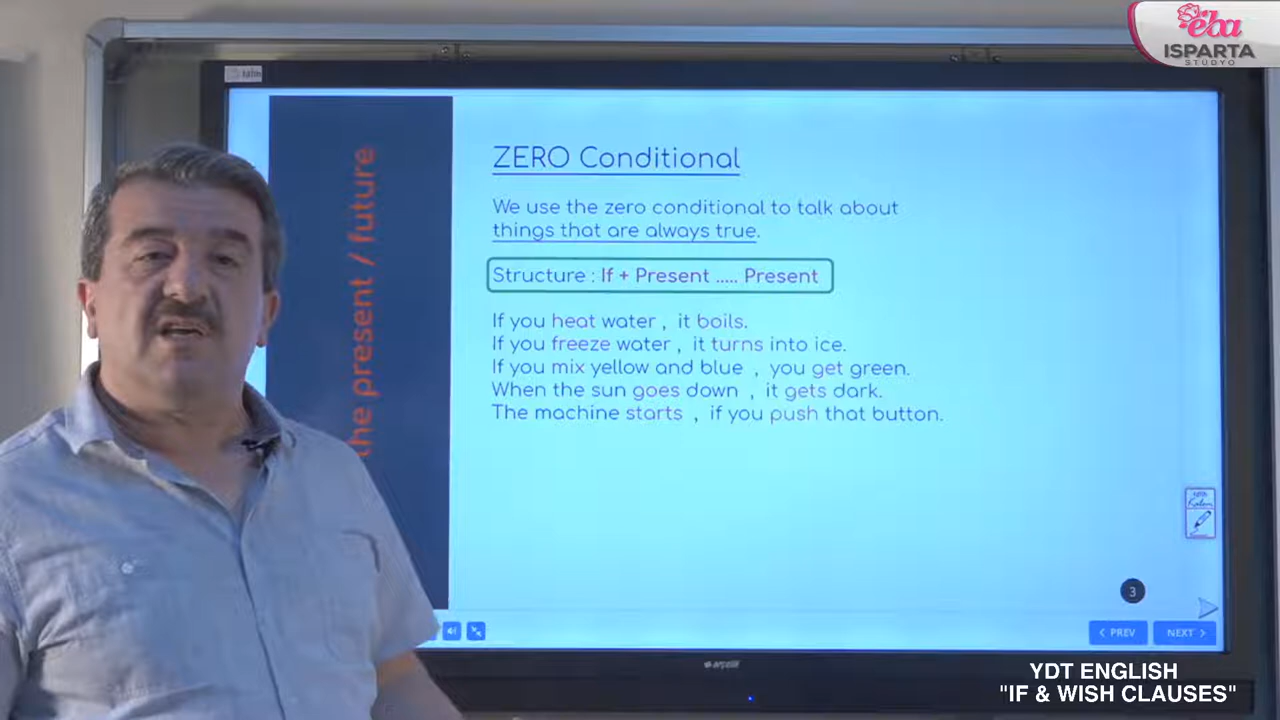 eba
ISPARTA
STÜDYO
the present / future
ZERO Conditional
We use the zero conditional to talk about
things that are always true.
Structure : If + Present ..... Present
If you heat water , it boils.
If you freeze water , it turns into ice.
If you mix yellow and blue , you get green.
When the sun goes down , it gets dark.
The machine starts , if you push that button.
Kalem
3
< PREV
NEXT >
arçelik
YDT ENGLISH
"IF & WISH CLAUSES"